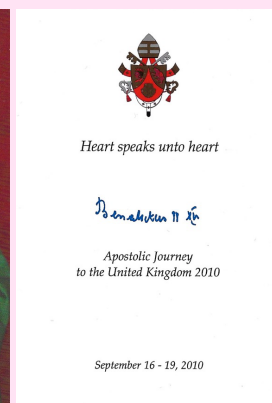 Heart speaks unto heart
Benedictus PP XVI
Apostolic Journey
to the United Kingdom 2010
September 16 - 19, 2010